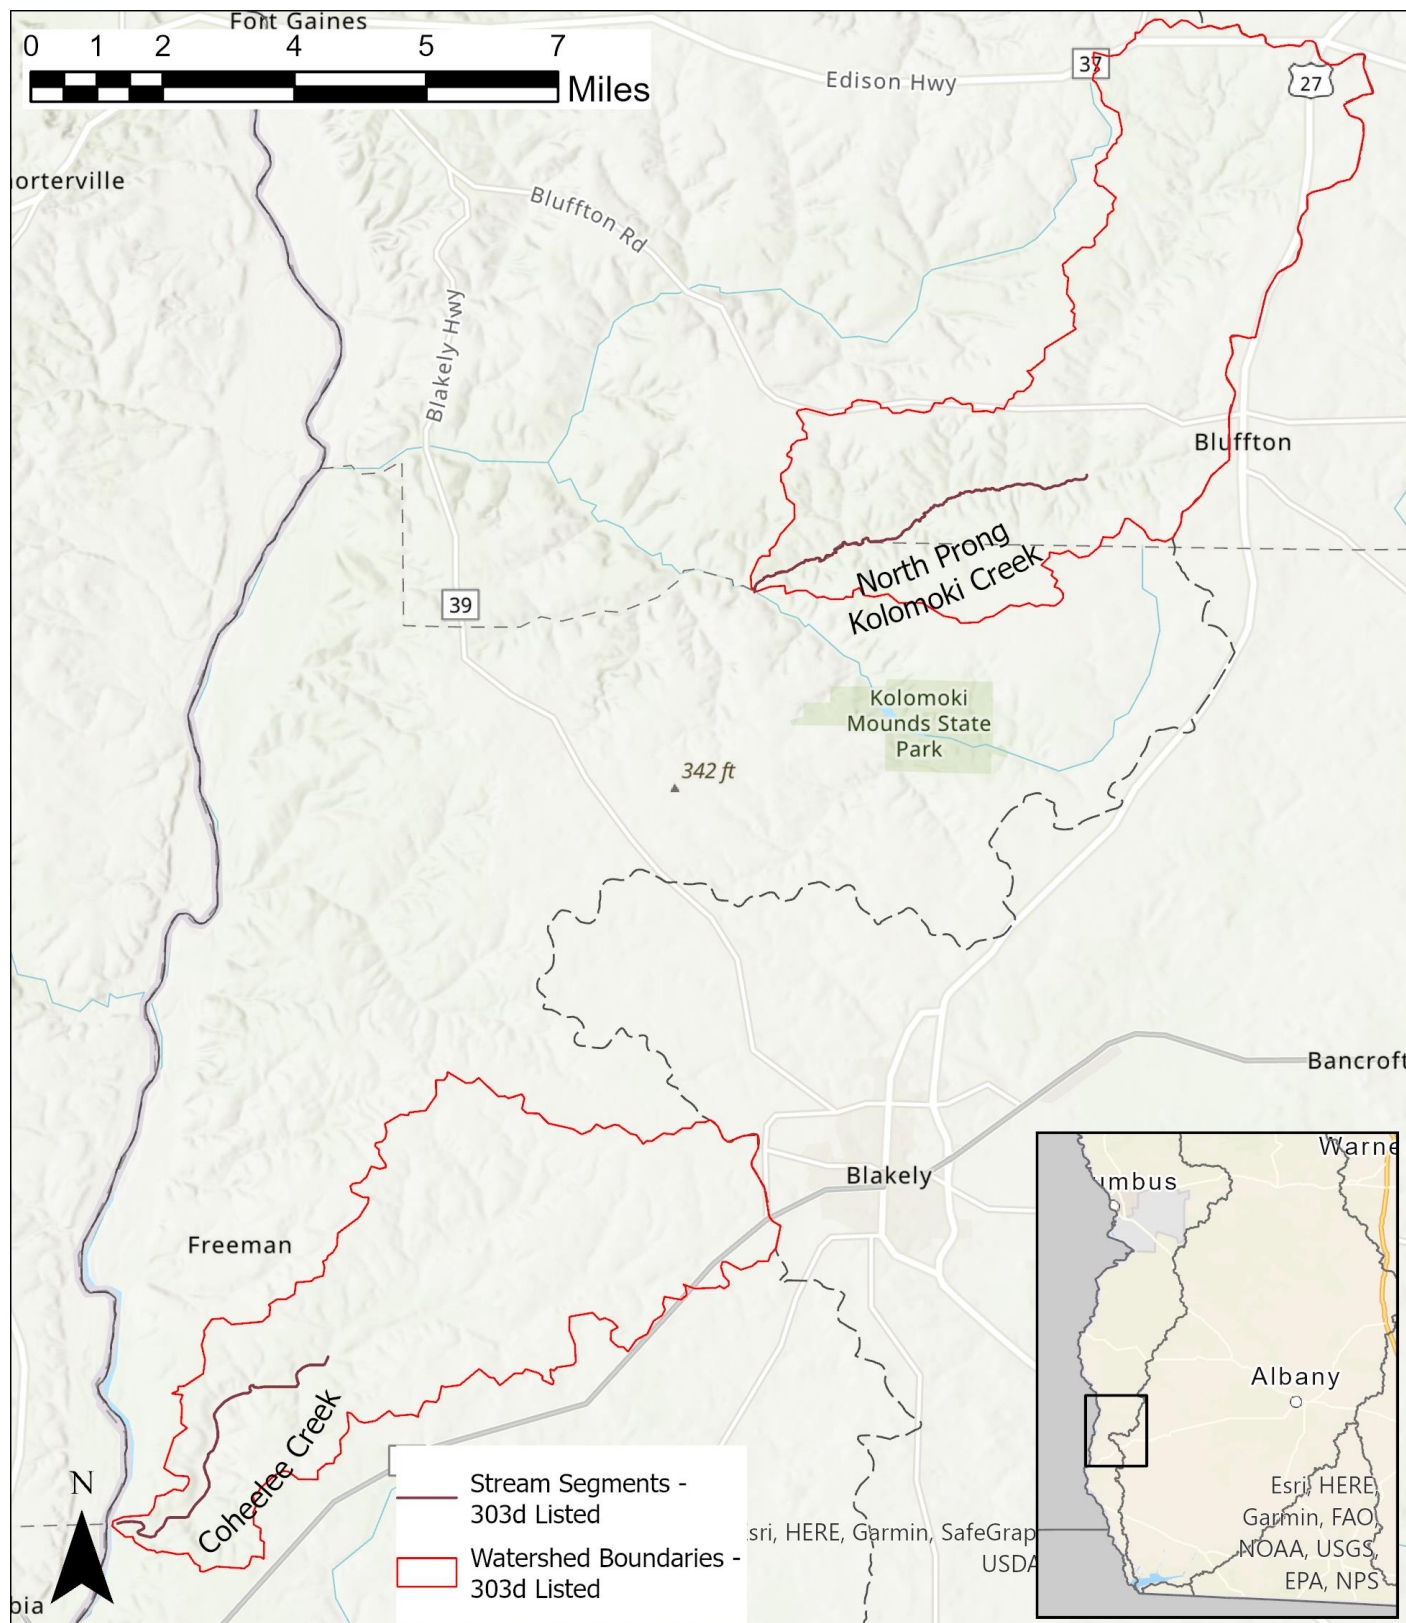 Fort Gaines
0 1 2 4 5 7
Miles
37
Edison Hwy
27
orterville
Bluffton Rd
Blakely Hwy
Bluffton
North Prong
Kolomoki Creek
39
Kolomoki
Mounds State
Park
342 ft
Bancroft
Blakely
Freeman
Coheelee Creek
N
Stream Segments -
303d Listed
Watershed Boundaries -
303d Listed
sri, HERE, Garmin, SafeGrap
USDA
bia
Warne
umbus
Albany
Esri, HERE,
Garmin, FAO,
NOAA, USGS,
EPA, NPS